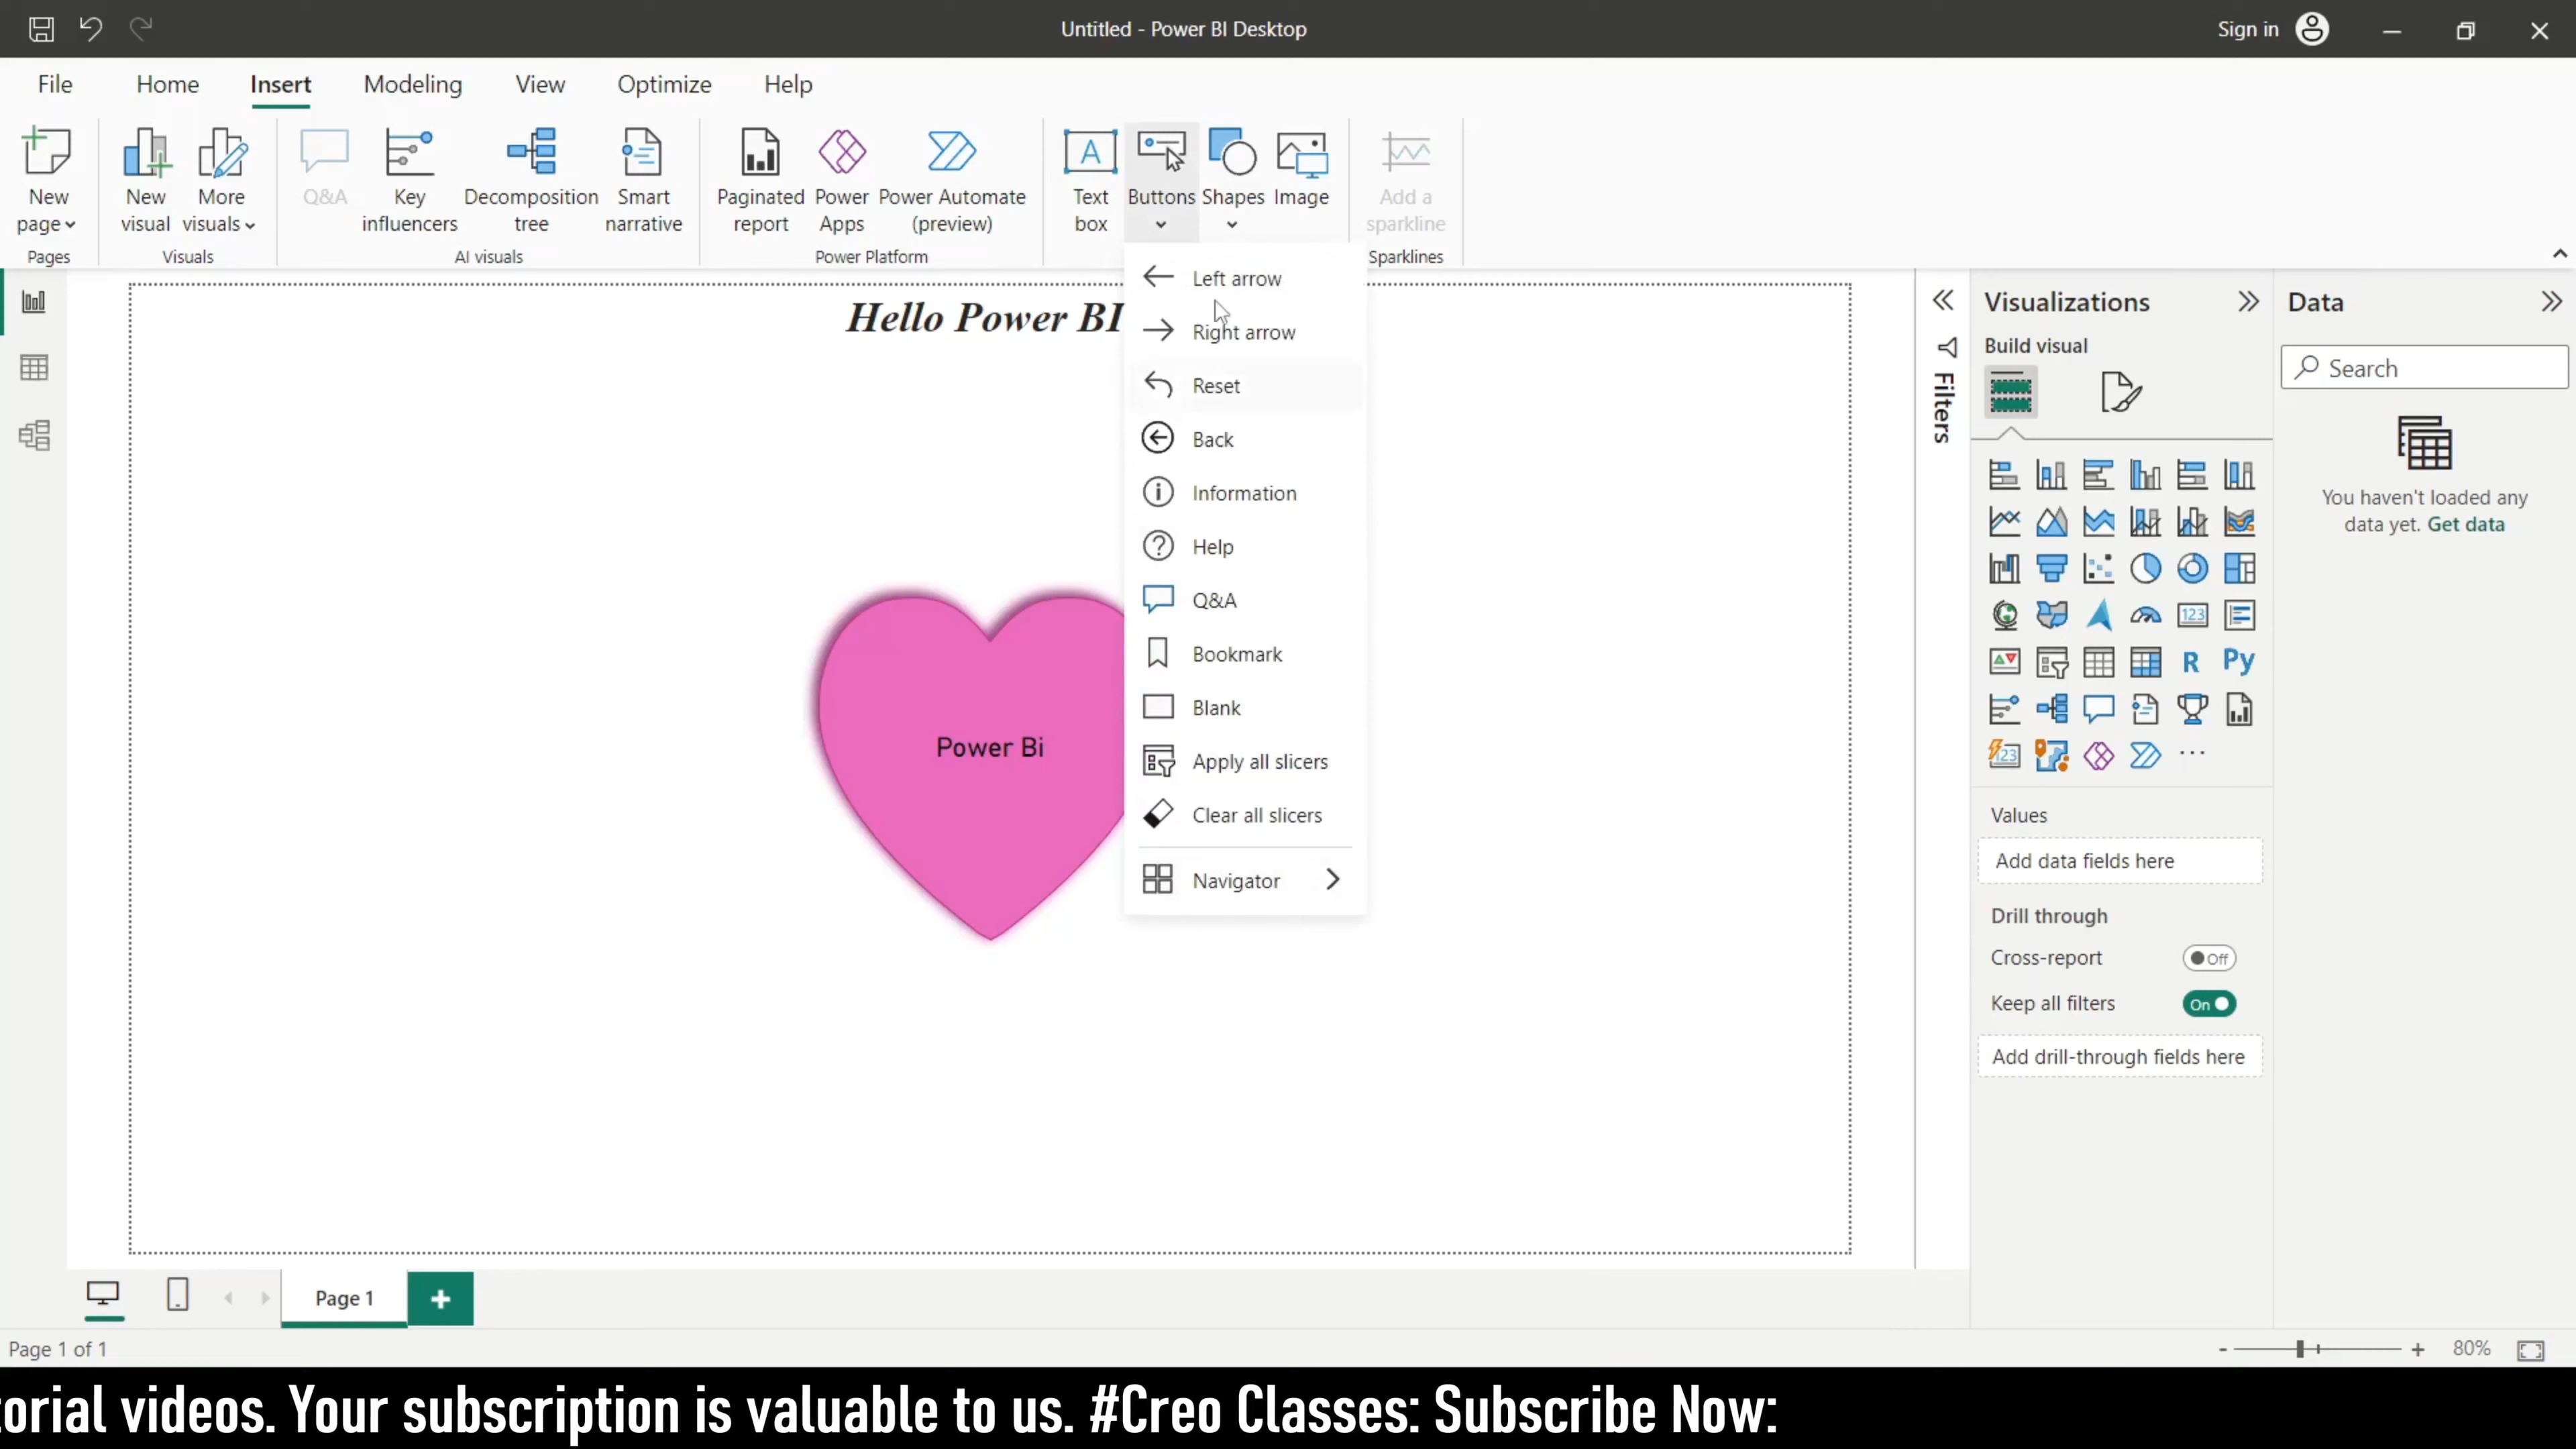 Untitled - Power BI Desktop
Sign in
File Home Insert Modeling View Optimize Help
New page
New visual
More visuals
Q&A
Key influencers
Decomposition tree
Smart narrative
Paginated report
Power Apps
Power Automate (preview)
A
Text box
Buttons
Shapes
Image
Add a sparkline
Pages
Visuals
AI visuals
Power Platform
Sparklines
Hello Power BI
Power Bi
Left arrow
Right arrow
Reset
Back
Information
Help
Q&A
Bookmark
Blank
Apply all slicers
Clear all slicers
Navigator
Filters
Visualizations
Build visual
123
R
Py
123
Values
Add data fields here
Drill through
Cross-report
Off
Keep all filters
On
Add drill-through fields here
Data
Search
You haven't loaded any
data yet. Get data
Page 1
Page 1 of 1
- + 80%
torial videos. Your subscription is valuable to us. #Creo Classes: Subscribe Now: